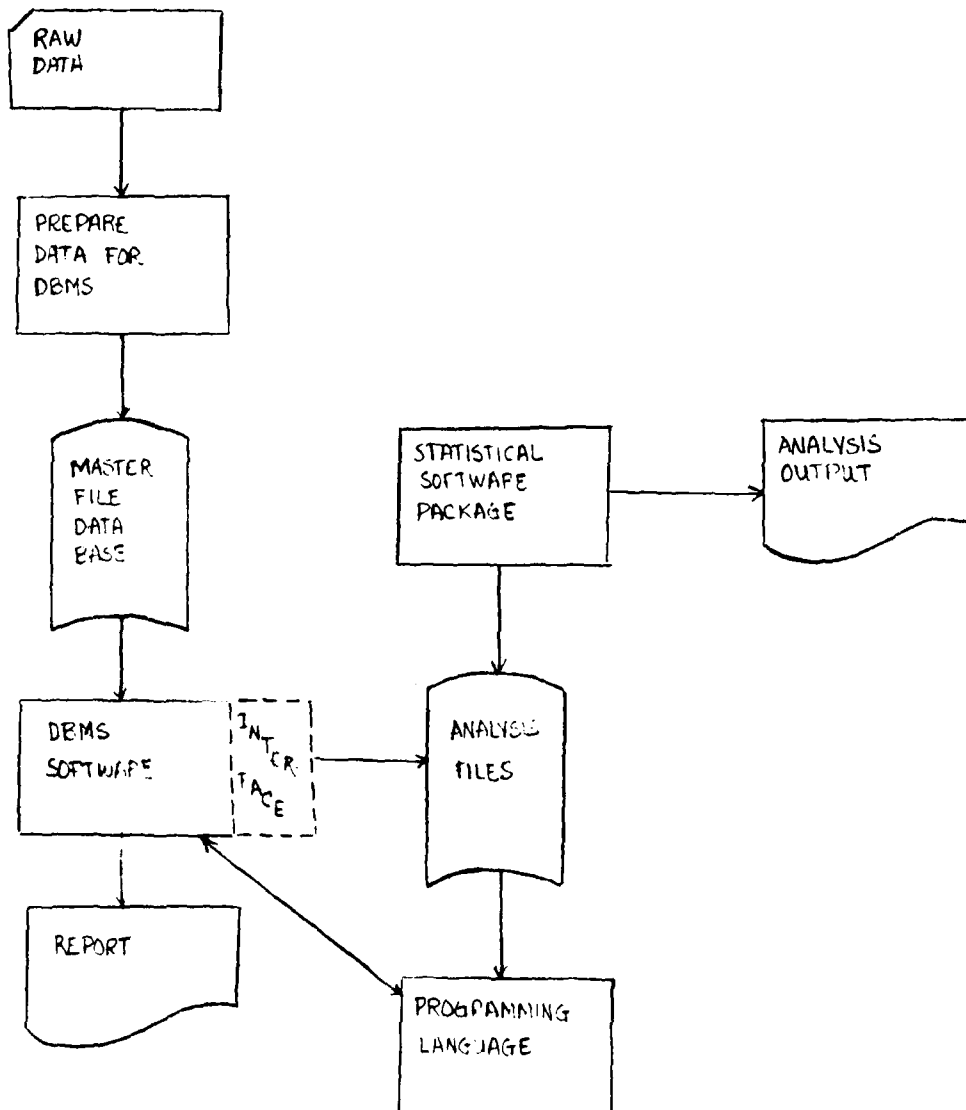 RAW
DATA
PREPARE
DATA FOR
DBMS
MASTER
FILE
DATA
BASE
STATISTICAL
SOFTWARE
PACKAGE
ANALYSIS
OUTPUT
DBMS
SOFTWARE
INTER-
FACE
ANALYSIS
FILES
REPORT
PROGRAMMING
LANGUAGE